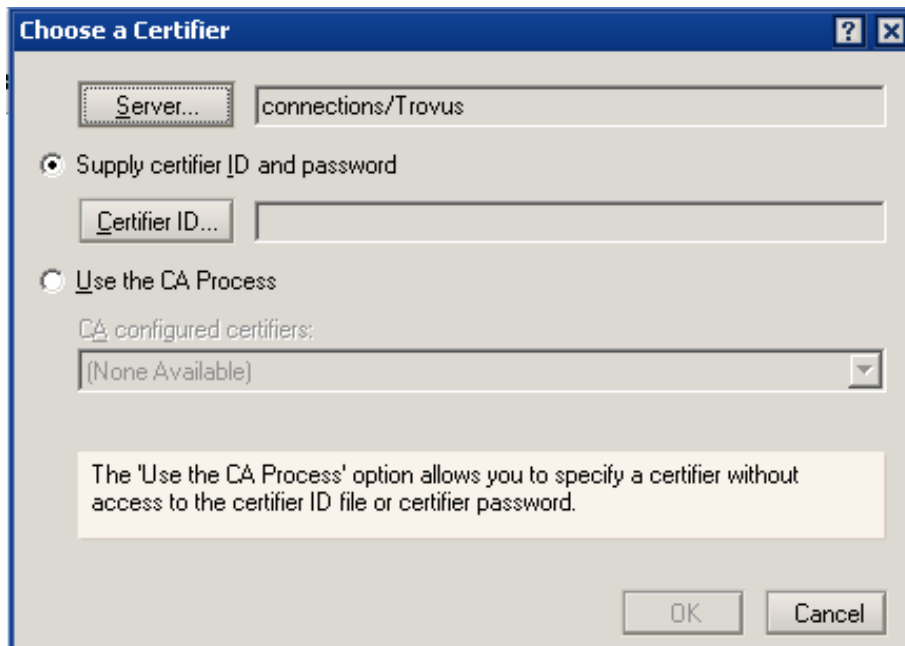 Choose a Certifier
Server...
connections/Trovus
Supply certifier ID and password
Certifier ID...
Use the CA Process
CA configured certifiers:
(None Available)
The 'Use the CA Process' option allows you to specify a certifier without
access to the certifier ID file or certifier password.
OK
Cancel